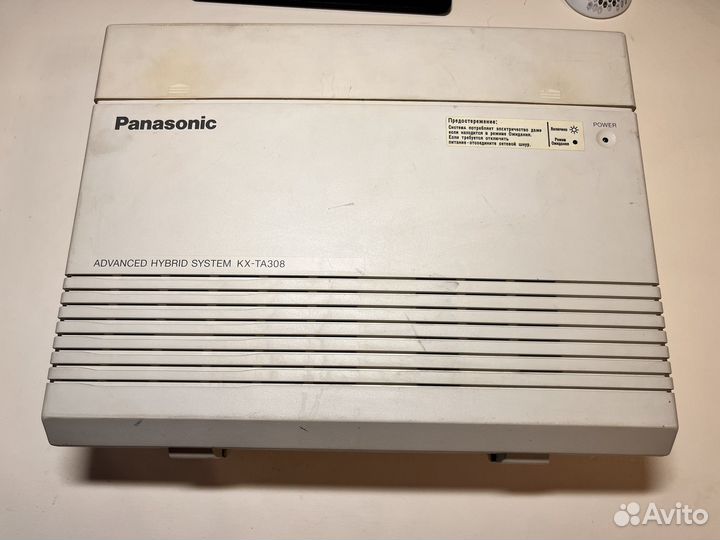 Panasonic
Предостережение:
Система потребляет электричество даже
если находится в режиме Ожидания.
Если требуется отключить
питание-отсоедините сетевой шнур.
Включено
Режим
Ожидания
POWER
ADVANCED HYBRID SYSTEM KX-TA308
Avito